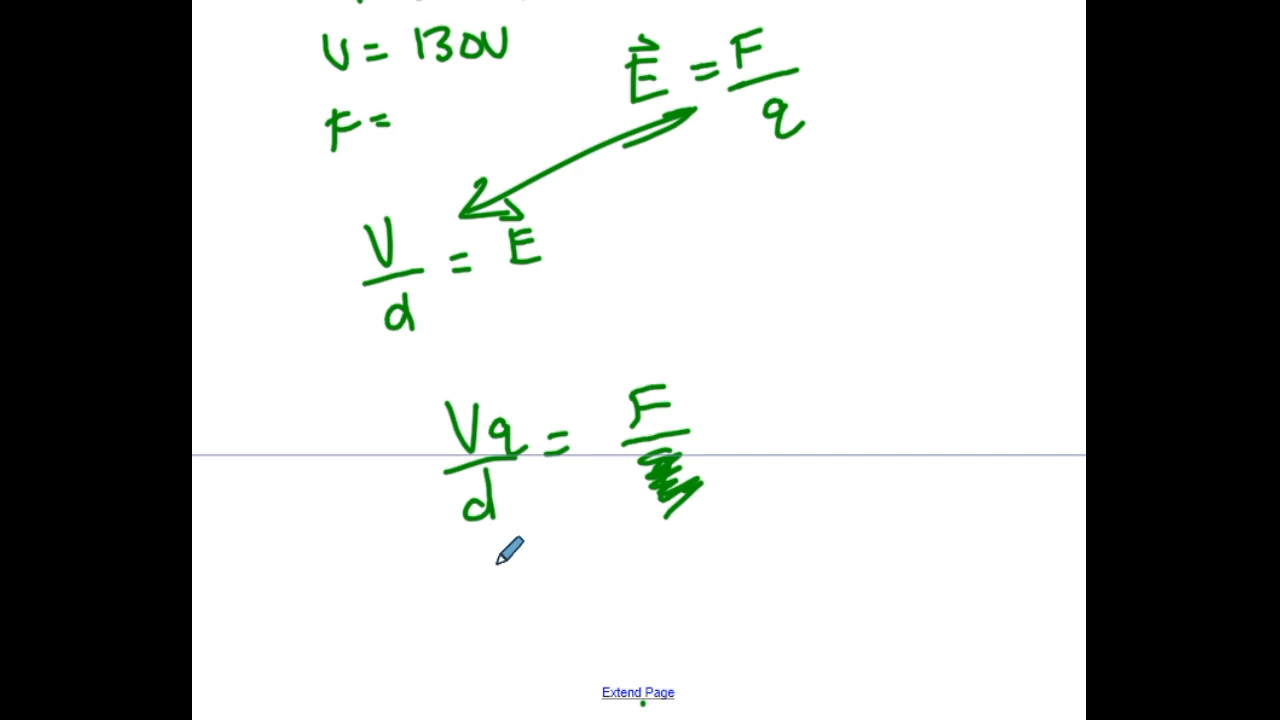 V = 130V
F =
E = F/q
V/d = E
Vq/d = F
Extend Page